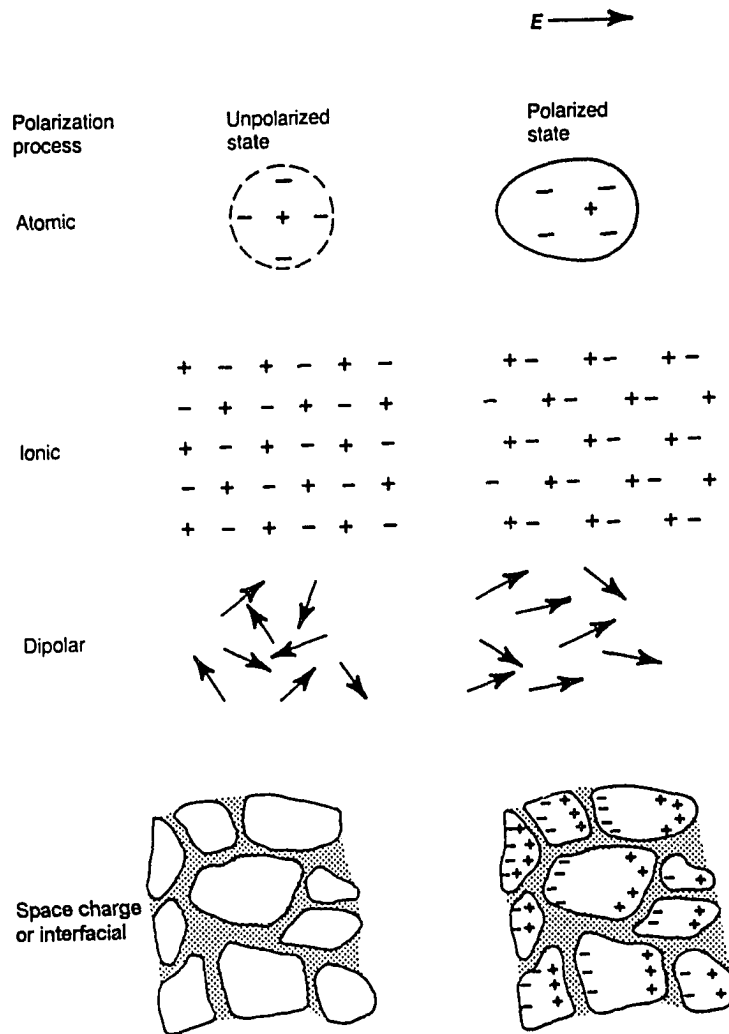 E
Polarization process
Unpolarized state
Polarized state
Atomic
Ionic
Dipolar
Space charge or interfacial